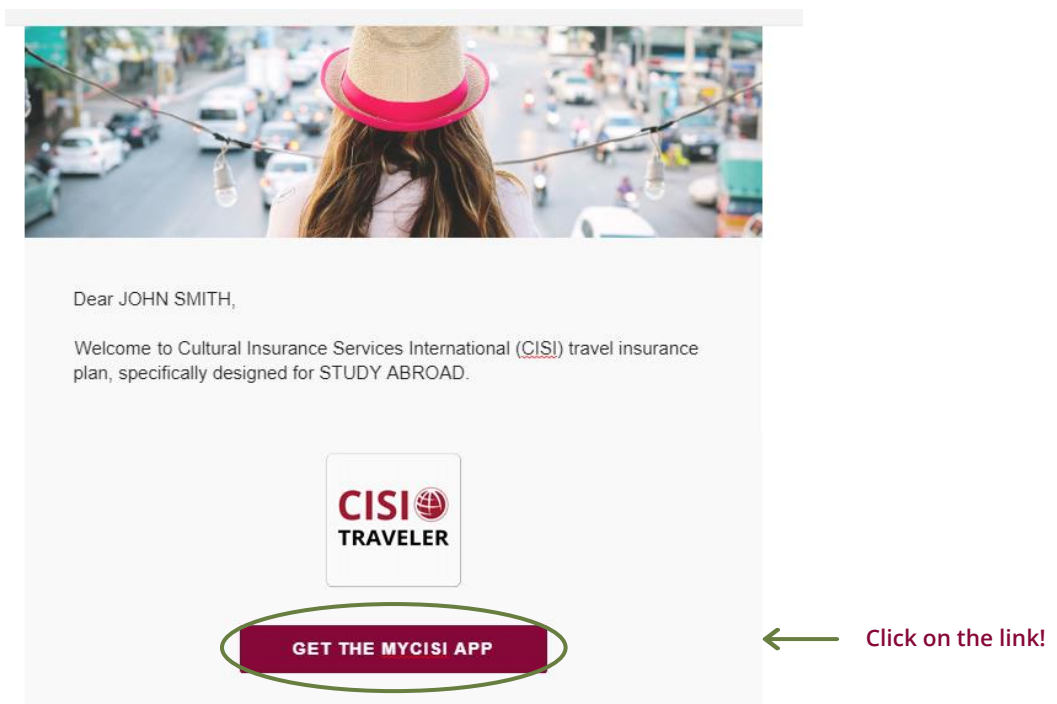 Dear JOHN SMITH,
Welcome to Cultural Insurance Services International (CISI) travel insurance
plan, specifically designed for STUDY ABROAD.
CISI
TRAVELER
GET THE MYCISI APP
Click on the link!